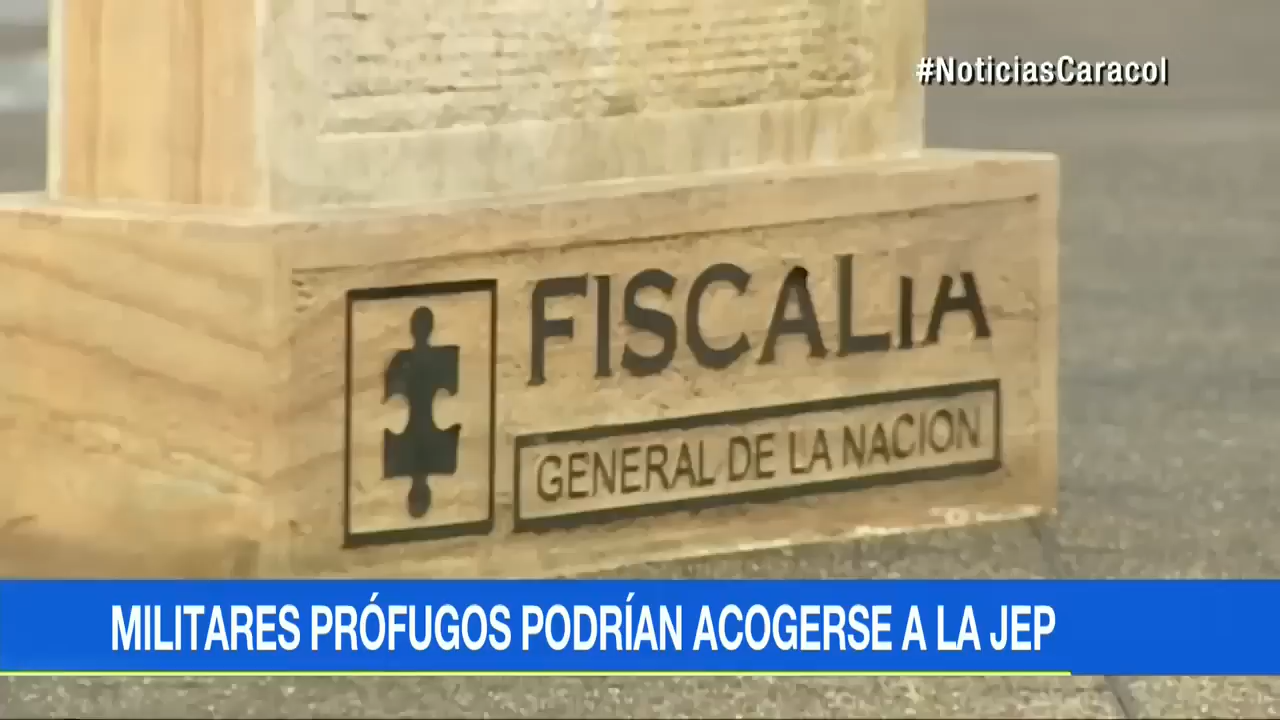 #NoticiasCaracol
FISCALIA
GENERAL DE LA NACION
MILITARES PRÓFUGOS PODRÍAN ACOGERSE A LA JEP